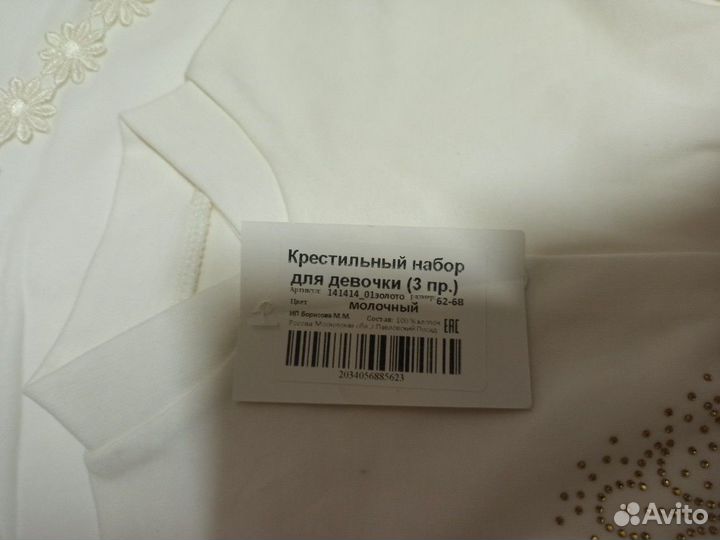 Крестильный набор
для девочки (3 пр.)
Артикул: 141414_01золото размер: 62-68
Цвет: молочный
ИП Борисова М.М. Состав: 100% хлопок
Россия Московская обл. г. Павловский Посад
EAC
2034056885623
Avito